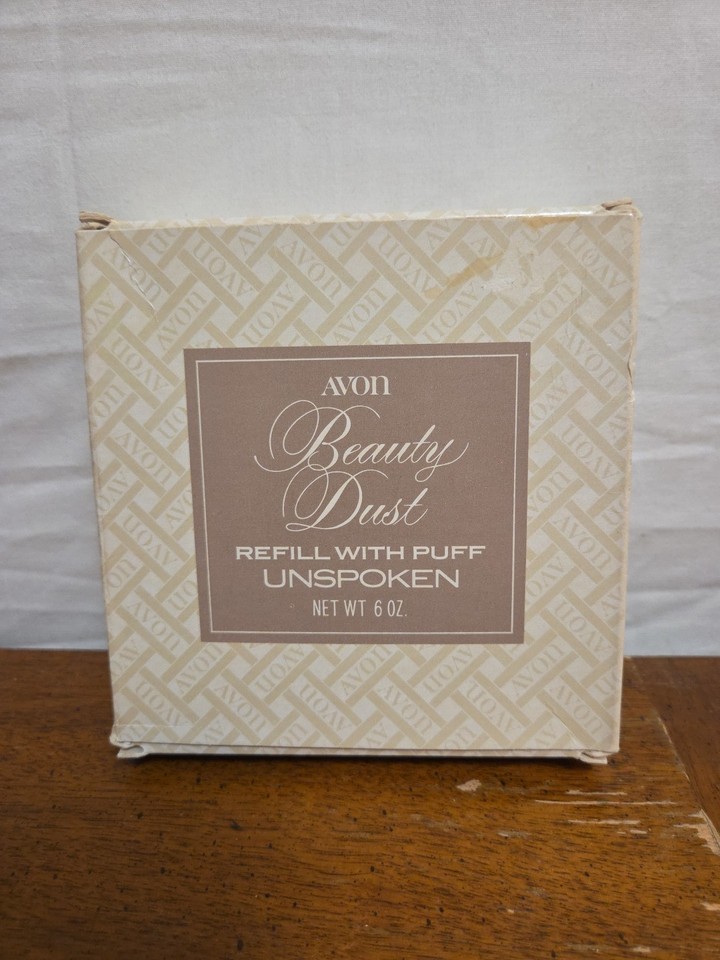 AVON
Beauty
Dust
REFILL WITH PUFF
UNSPOKEN
NET WT 6 OZ.